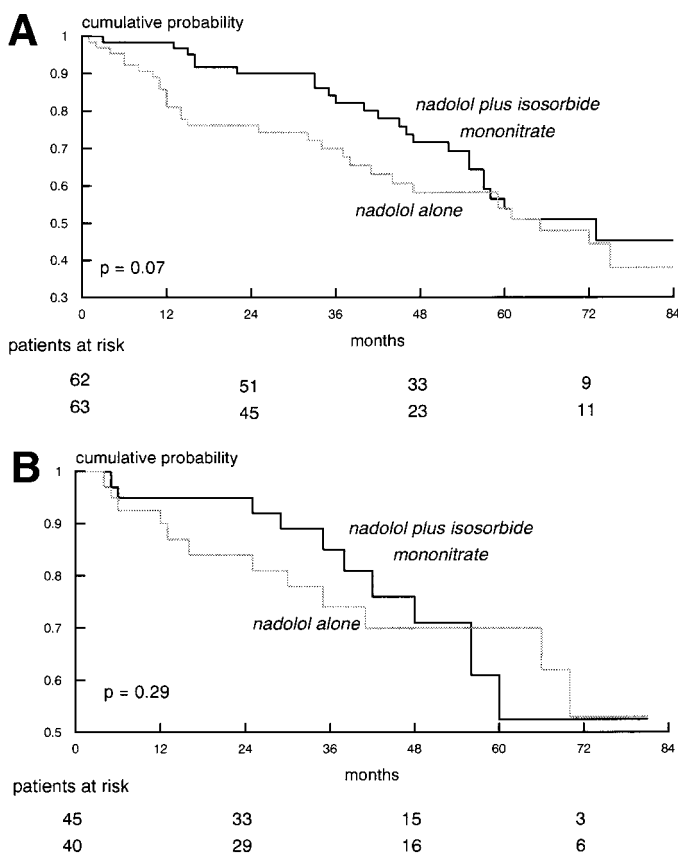 A
cumulative probability
1
0.9
0.8
0.7
0.6
0.5
0.4
0.3
nadolol plus isosorbide
mononitrate
nadolol alone
p = 0.07
0 12 24 36 48 60 72 84
months
patients at risk
62 51 33 9
63 45 23 11
B
cumulative probability
1
0.9
0.8
0.7
0.6
0.5
nadolol plus isosorbide
mononitrate
nadolol alone
p = 0.29
0 12 24 36 48 60 72 84
months
patients at risk
45 33 15 3
40 29 16 6